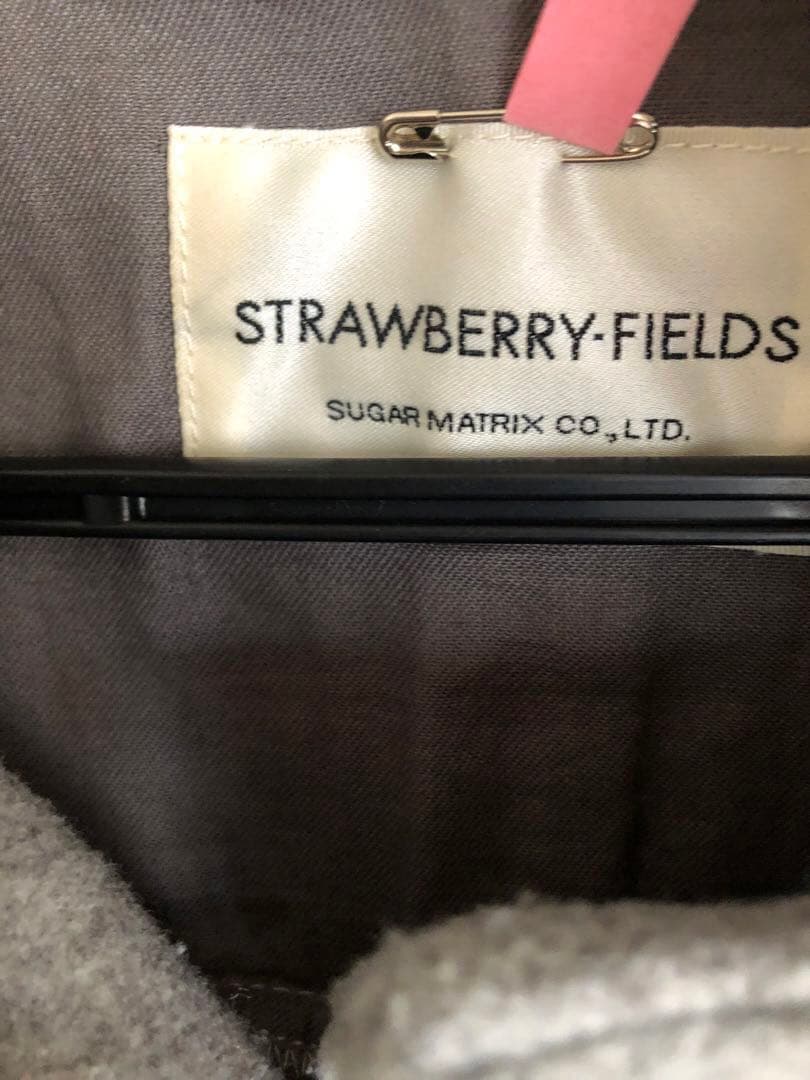 STRAWBERRY-FIELDS
SUGAR MATRIX CO., LTD.